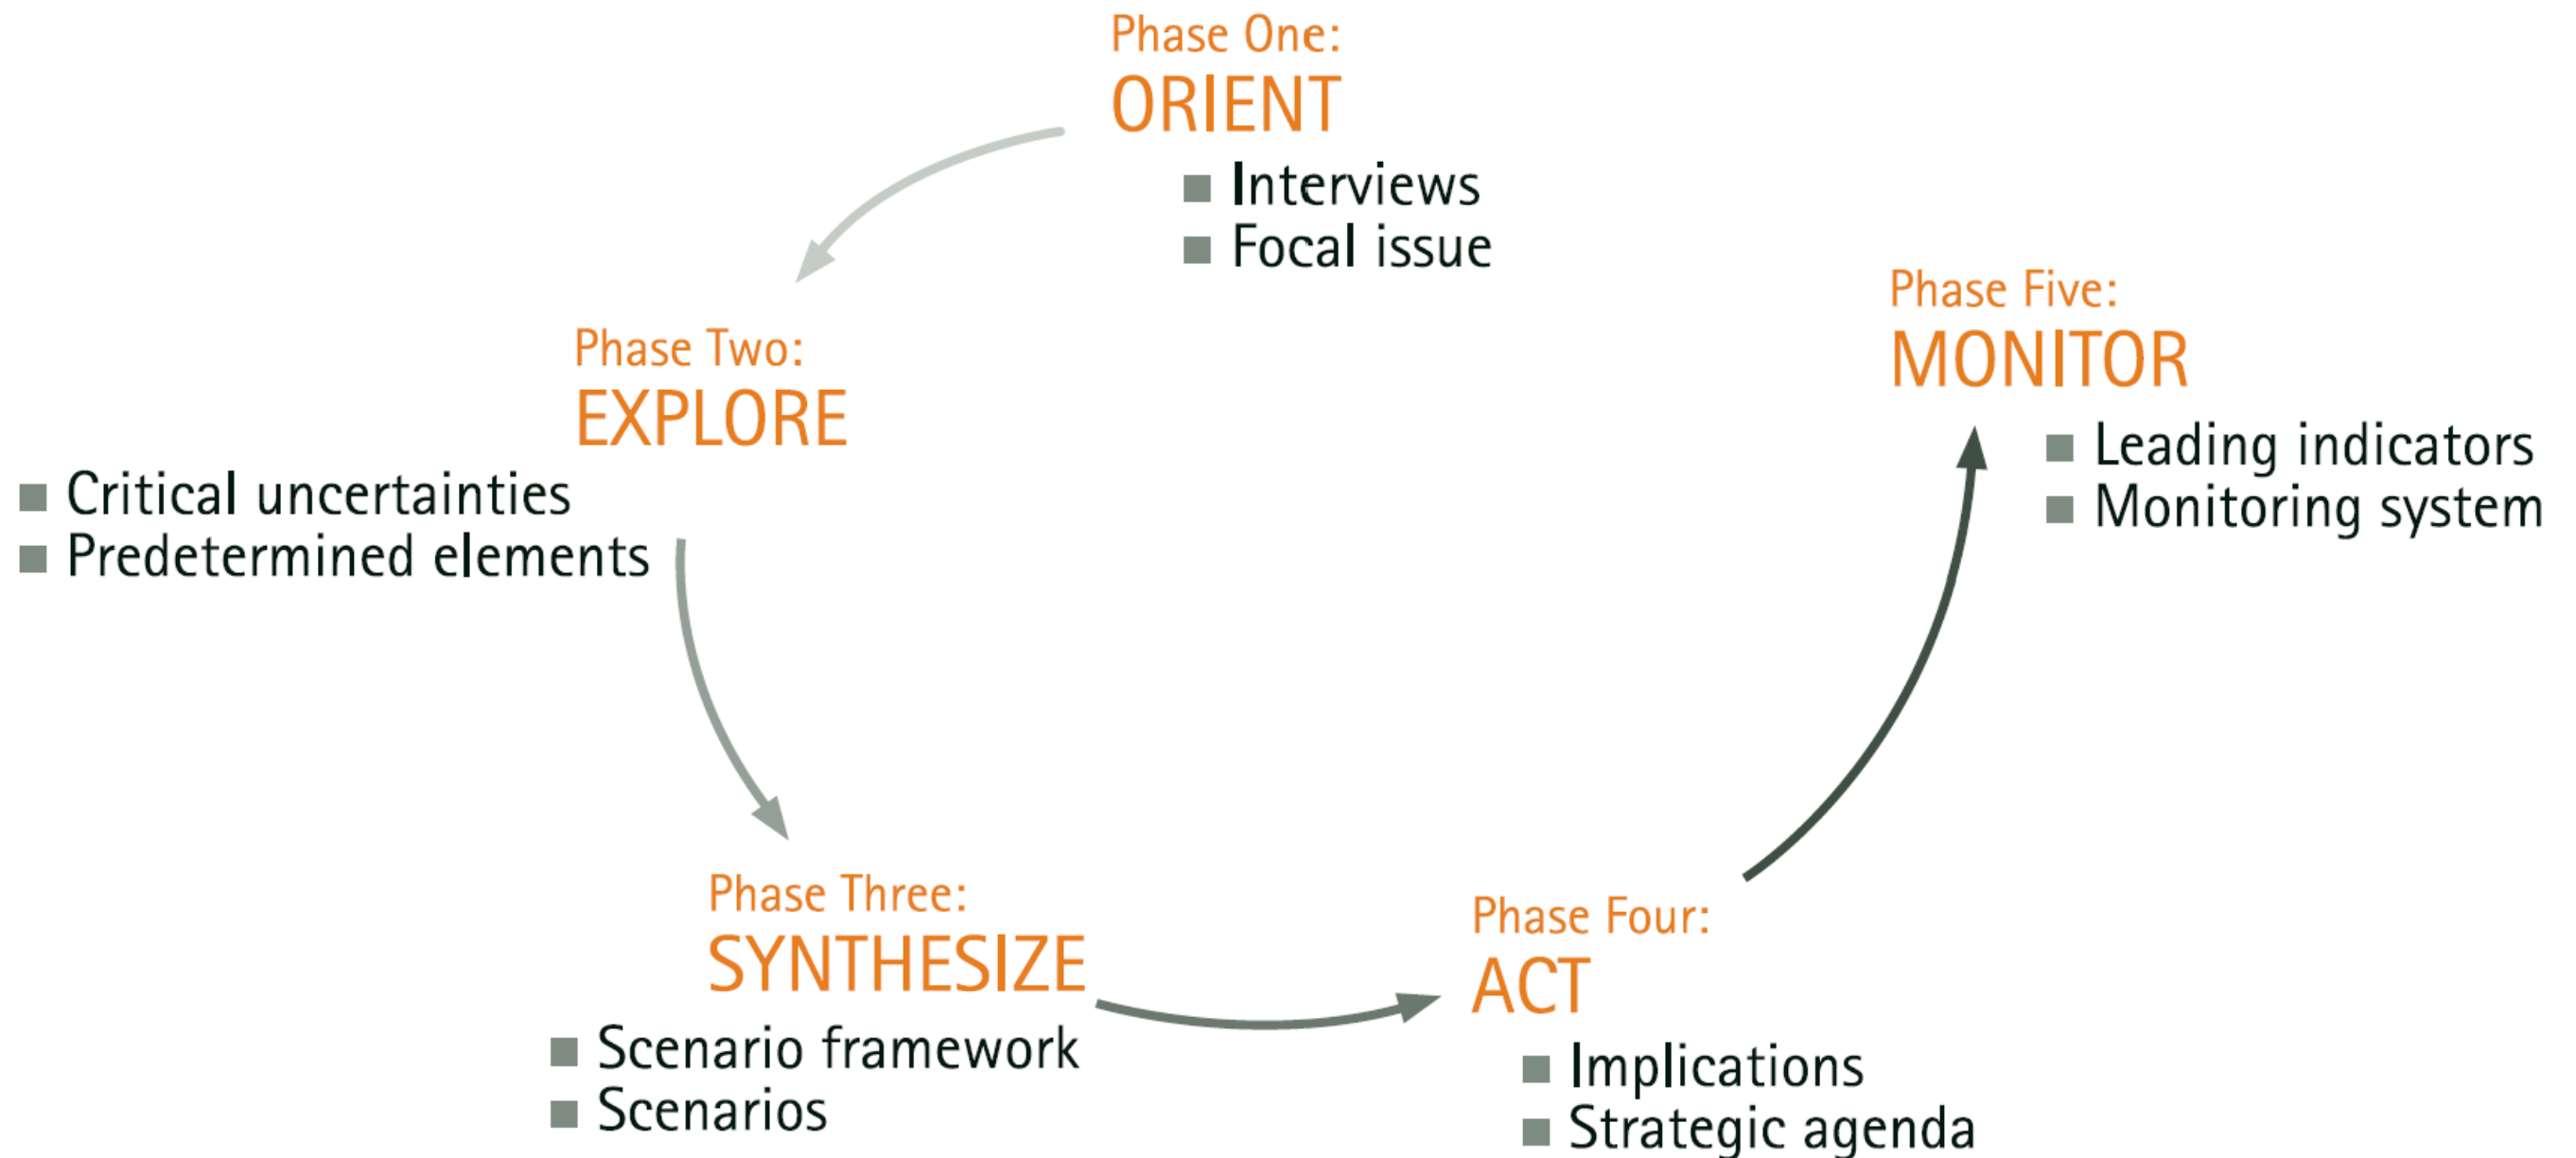 Phase One:
ORIENT
Interviews
Focal issue
Phase Two:
EXPLORE
Critical uncertainties
Predetermined elements
Phase Three:
SYNTHESIZE
Scenario framework
Scenarios
Phase Four:
ACT
Implications
Strategic agenda
Phase Five:
MONITOR
Leading indicators
Monitoring system